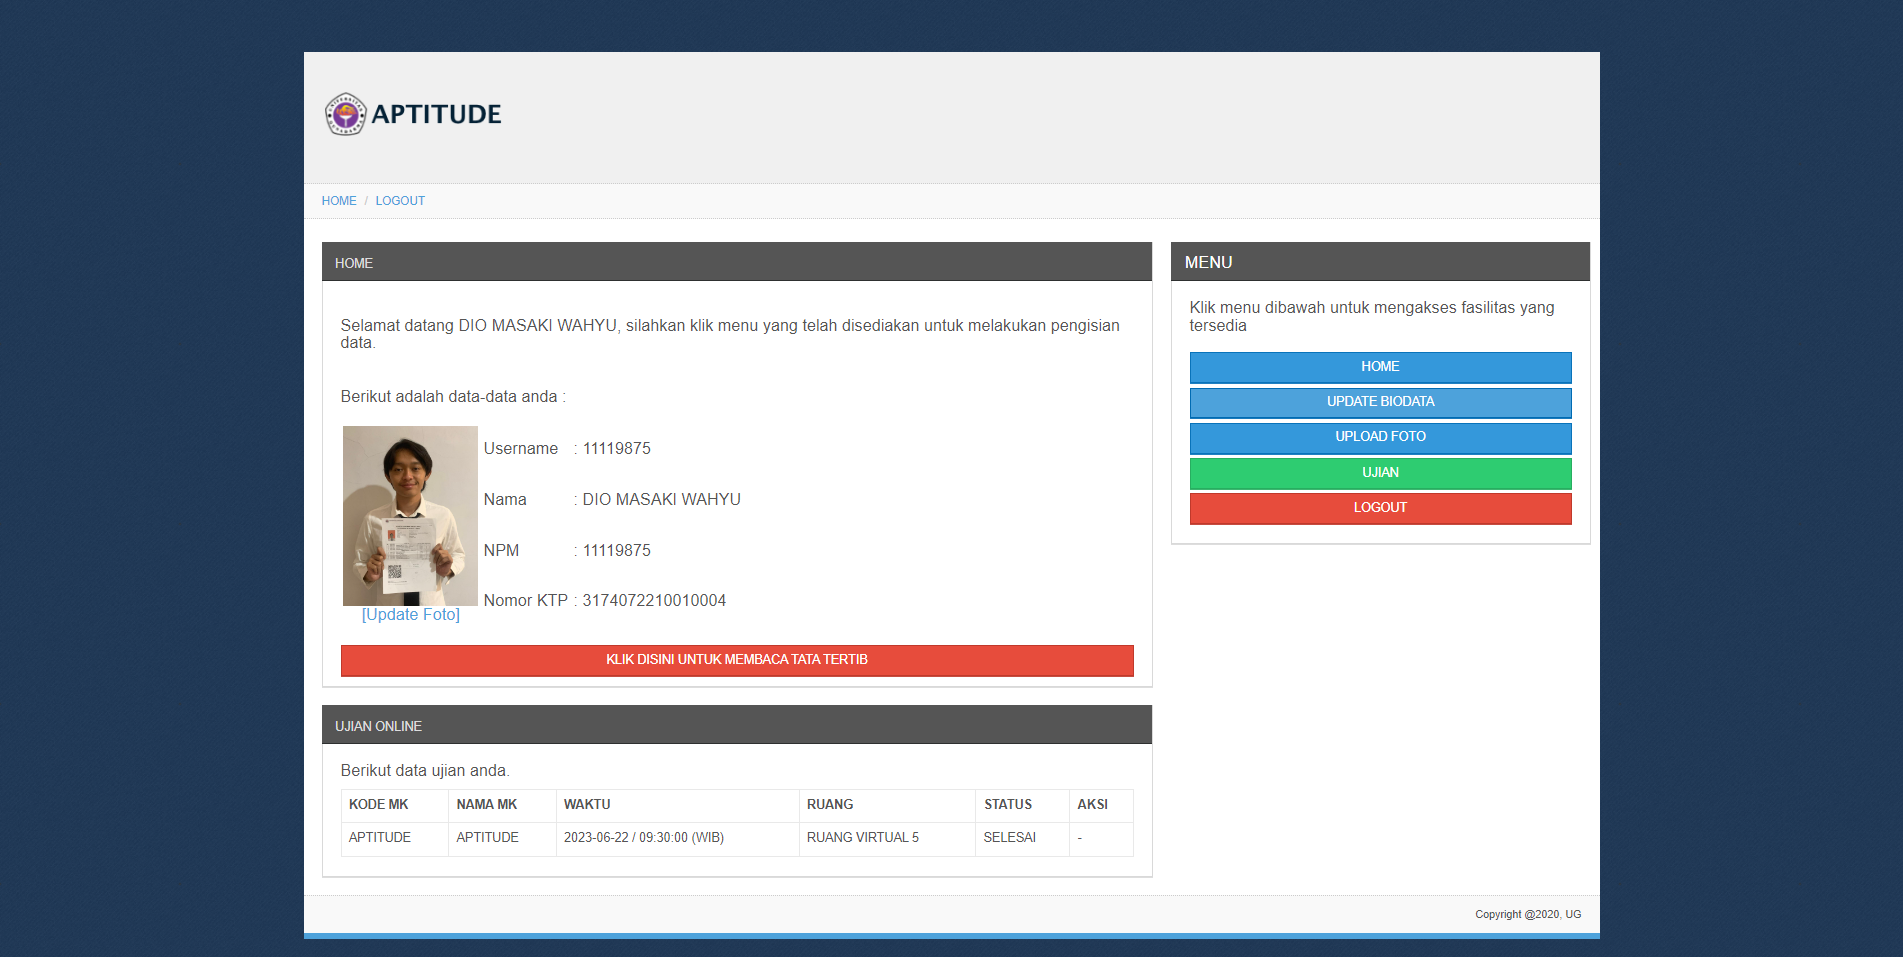 APTITUDE
HOME / LOGOUT
HOME
Selamat datang DIO MASAKI WAHYU, silahkan klik menu yang telah disediakan untuk melakukan pengisian
data.
Berikut adalah data-data anda :
Username : 11119875
Nama : DIO MASAKI WAHYU
NPM : 11119875
Nomor KTP : 3174072210010004
[Update Foto]
KLIK DISINI UNTUK MEMBACA TATA TERTIB
UJIAN ONLINE
Berikut data ujian anda.
KODE MK NAMA MK WAKTU RUANG STATUS AKSI
APTITUDE APTITUDE 2023-06-22 / 09:30:00 (WIB) RUANG VIRTUAL 5 SELESAI -
MENU
Klik menu dibawah untuk mengakses fasilitas yang
tersedia
HOME
UPDATE BIODATA
UPLOAD FOTO
UJIAN
LOGOUT
Copyright @2020, UG